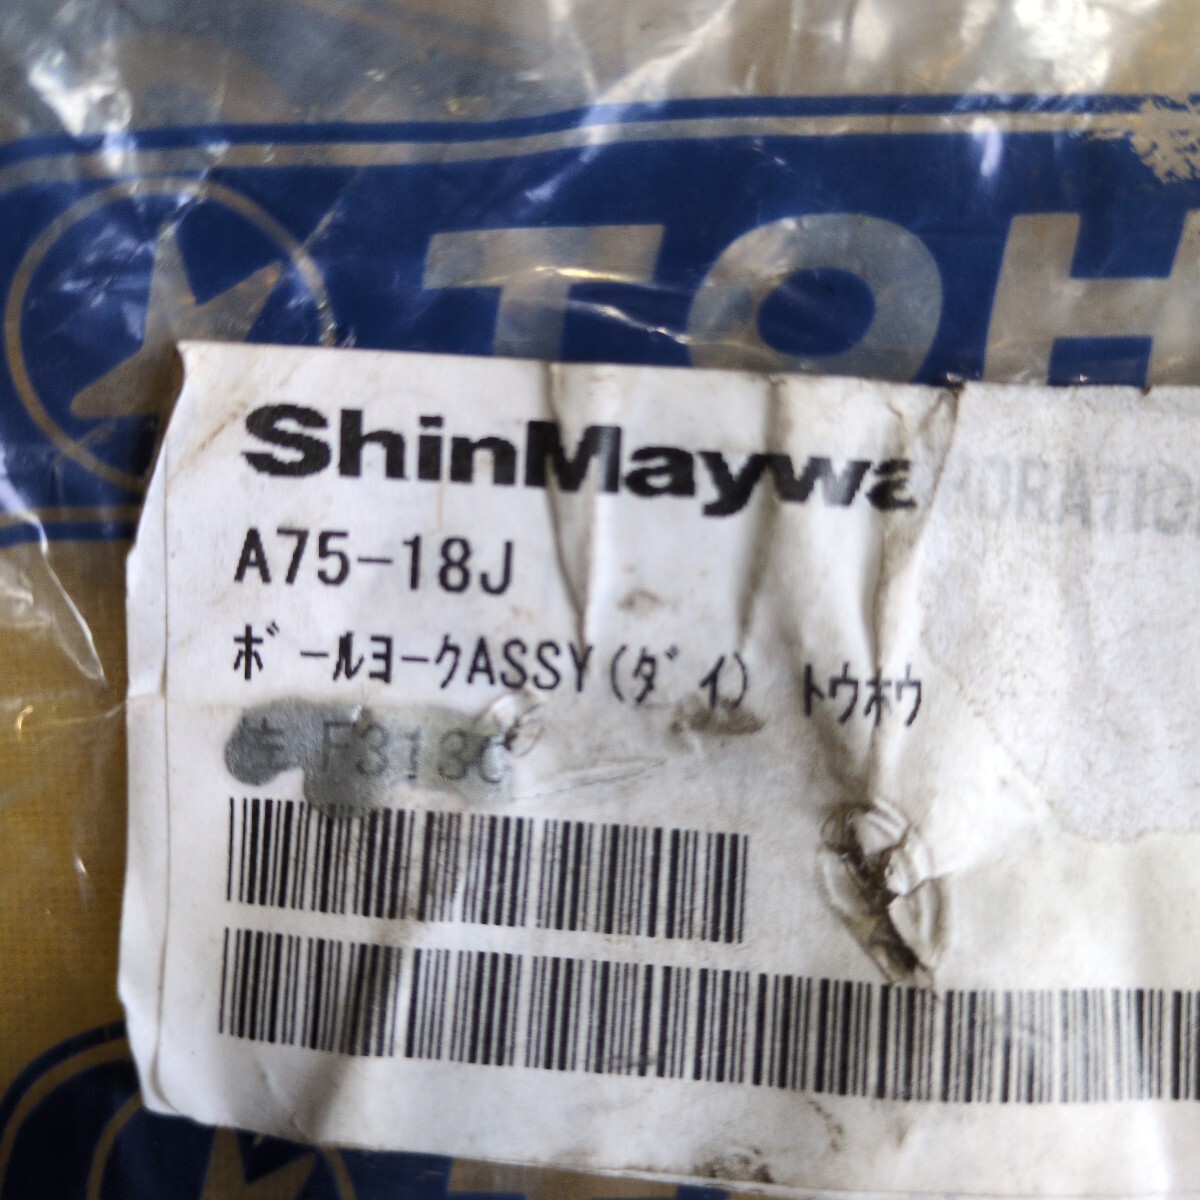 TOH
ShinMaywa
A75-18J
ﾎﾞｰﾙﾖｰｸASSY(ﾀﾞｲ) ﾄｳﾎｳ
F3130